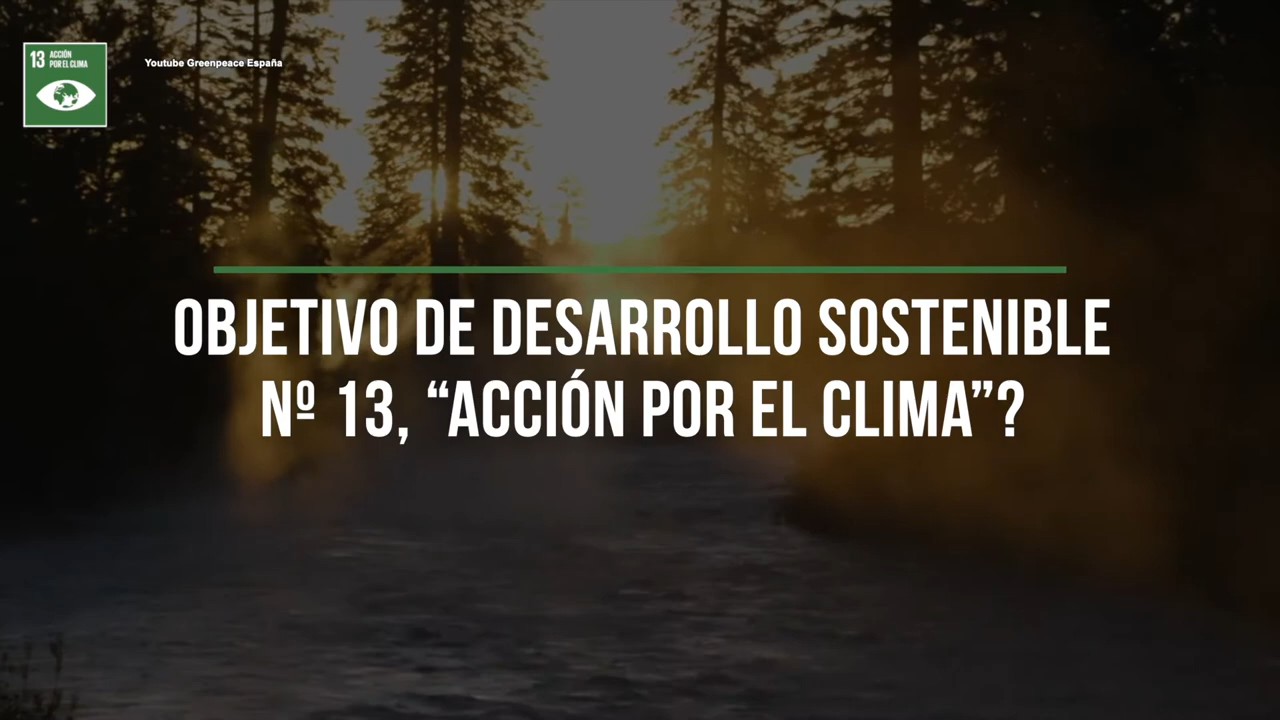 13 ACCIÓN
POR EL CLIMA
Youtube Greenpeace España
OBJETIVO DE DESARROLLO SOSTENIBLE
Nº 13, “ACCIÓN POR EL CLIMA”?